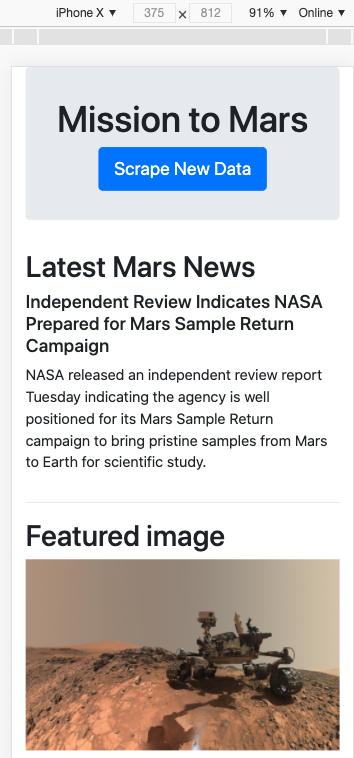 iPhone X ▼ 375 × 812 91% ▼ Online ▼
Mission to Mars
Scrape New Data
Latest Mars News
Independent Review Indicates NASA
Prepared for Mars Sample Return
Campaign
NASA released an independent review report
Tuesday indicating the agency is well
positioned for its Mars Sample Return
campaign to bring pristine samples from Mars
to Earth for scientific study.
Featured image